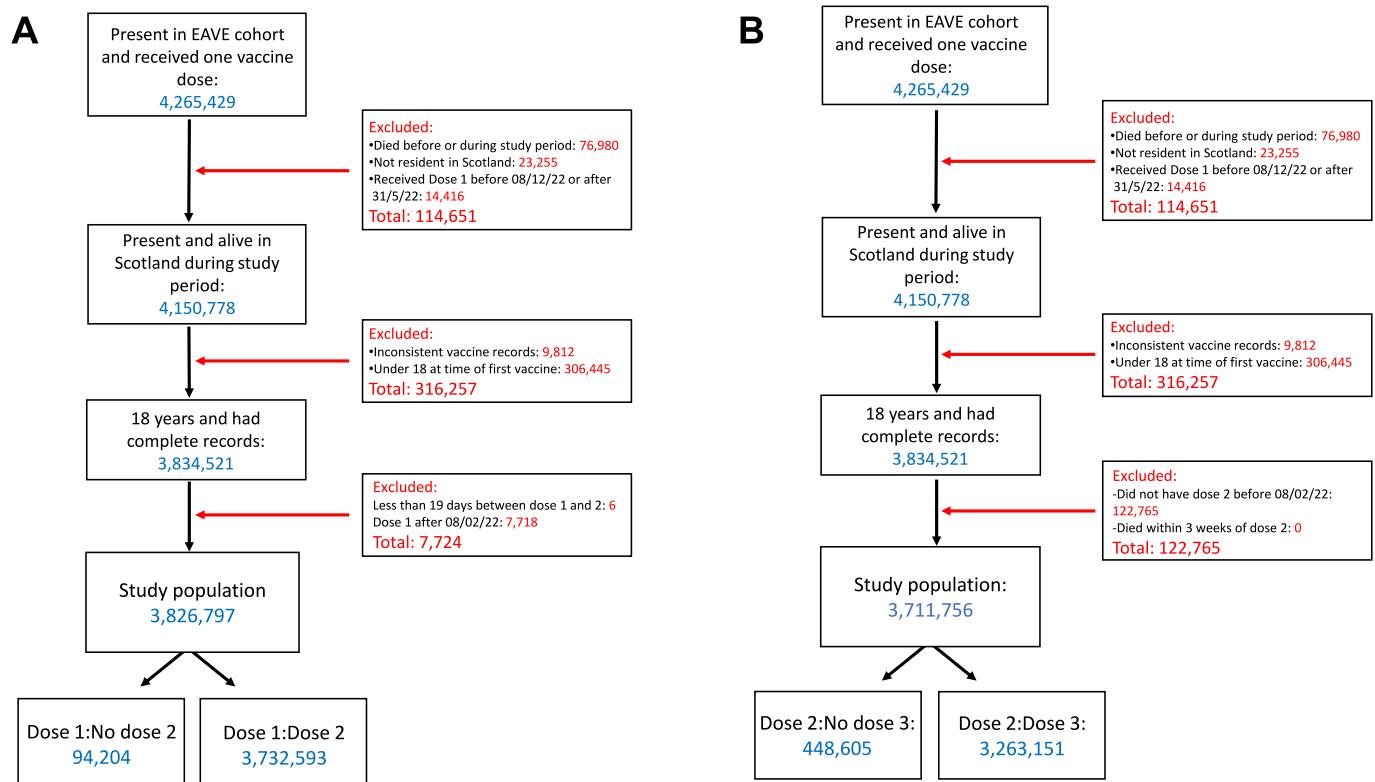 A
Present in EAVE cohort
and received one vaccine
dose:
4,265,429
Excluded:
•Died before or during study period: 76,980
•Not resident in Scotland: 23,255
•Received Dose 1 before 08/12/22 or after
31/5/22: 14,416
Total: 114,651
Present and alive in
Scotland during study
period:
4,150,778
Excluded:
•Inconsistent vaccine records: 9,812
•Under 18 at time of first vaccine: 306,445
Total: 316,257
18 years and had
complete records:
3,834,521
Excluded:
Less than 19 days between dose 1 and 2: 6
Dose 1 after 08/02/22: 7,718
Total: 7,724
Study population
3,826,797
Dose 1:No dose 2
94,204
Dose 1:Dose 2
3,732,593
B
Present in EAVE cohort
and received one vaccine
dose:
4,265,429
Excluded:
•Died before or during study period: 76,980
•Not resident in Scotland: 23,255
•Received Dose 1 before 08/12/22 or after
31/5/22: 14,416
Total: 114,651
Present and alive in
Scotland during study
period:
4,150,778
Excluded:
•Inconsistent vaccine records: 9,812
•Under 18 at time of first vaccine: 306,445
Total: 316,257
18 years and had
complete records:
3,834,521
Excluded:
-Did not have dose 2 before 08/02/22:
122,765
-Died within 3 weeks of dose 2: 0
Total: 122,765
Study population:
3,711,756
Dose 2:No dose 3:
448,605
Dose 2:Dose 3:
3,263,151